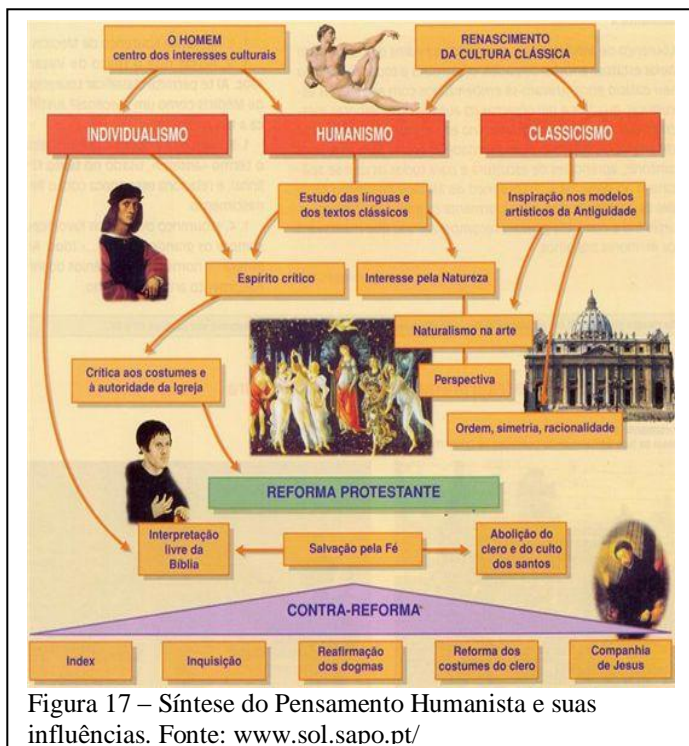 O HOMEM
centro dos interesses culturais
RENASCIMENTO
DA CULTURA CLÁSSICA
INDIVIDUALISMO
HUMANISMO
CLASSICISMO
Estudo das línguas e
dos textos clássicos
Inspiração nos modelos
artísticos da Antiguidade
Espírito crítico
Interesse pela Natureza
Naturalismo na arte
Crítica aos costumes e
à autoridade da Igreja
Perspectiva
Ordem, simetria, racionalidade
REFORMA PROTESTANTE
Interpretação
livre da
Bíblia
Salvação pela Fé
Abolição do
clero e do culto
dos santos
CONTRA-REFORMA
Index
Inquisição
Reafirmação
dos dogmas
Reforma dos
costumes do clero
Companhia
de Jesus
Figura 17 – Síntese do Pensamento Humanista e suas
influências. Fonte: www.sol.sapo.pt/